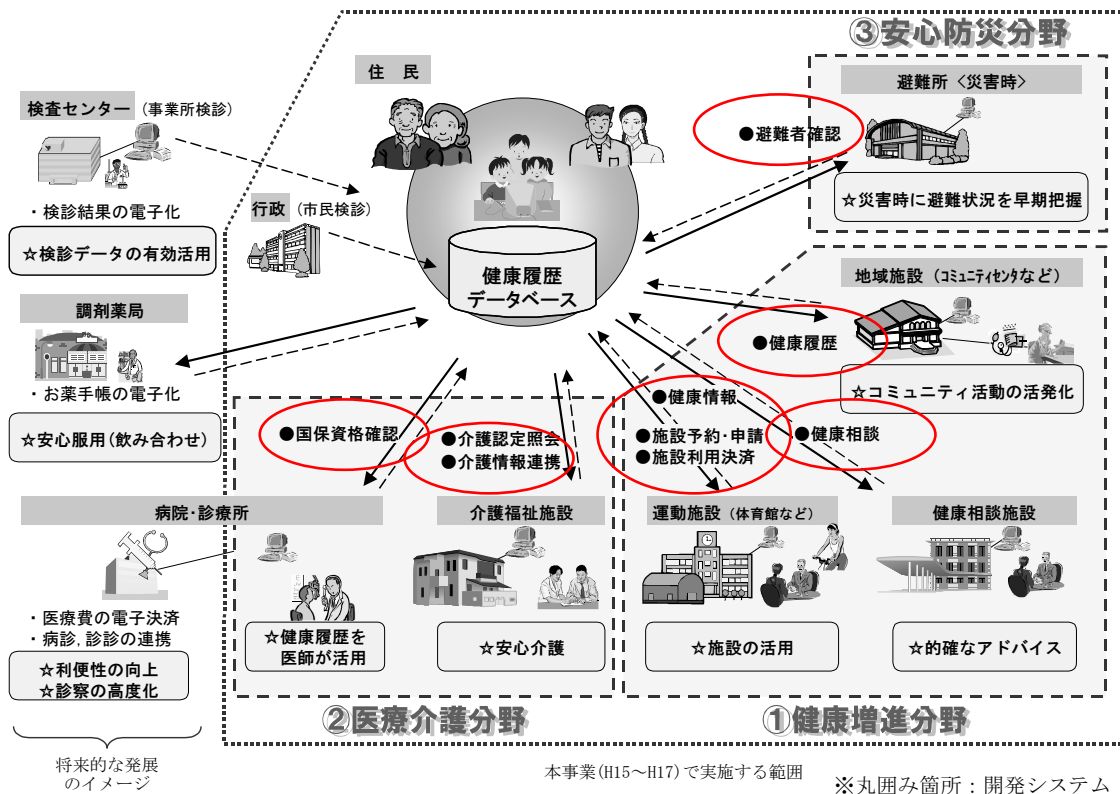 ③安心防災分野
住 民
避難所〈災害時〉
●避難者確認
☆災害時に避難状況を早期把握
検査センター（事業所検診）
・検診結果の電子化
☆検診データの有効活用
行政（市民検診）
健康履歴
データベース
地域施設（ｺﾐｭﾆﾃｨｾﾝﾀなど）
●健康履歴
☆コミュニティ活動の活発化
調剤薬局
・お薬手帳の電子化
☆安心服用(飲み合わせ)
●国保資格確認
●介護認定照会
●介護情報連携
●健康情報
●施設予約・申請
●施設利用決済
●健康相談
病院・診療所
介護福祉施設
運動施設（体育館など）
健康相談施設
・医療費の電子決済
・病診,診診の連携
☆利便性の向上
☆診察の高度化
☆健康履歴を
医師が活用
☆安心介護
☆施設の活用
☆的確なアドバイス
②医療介護分野
①健康増進分野
将来的な発展
のイメージ
本事業(H15～H17)で実施する範囲
※丸囲み箇所：開発システム